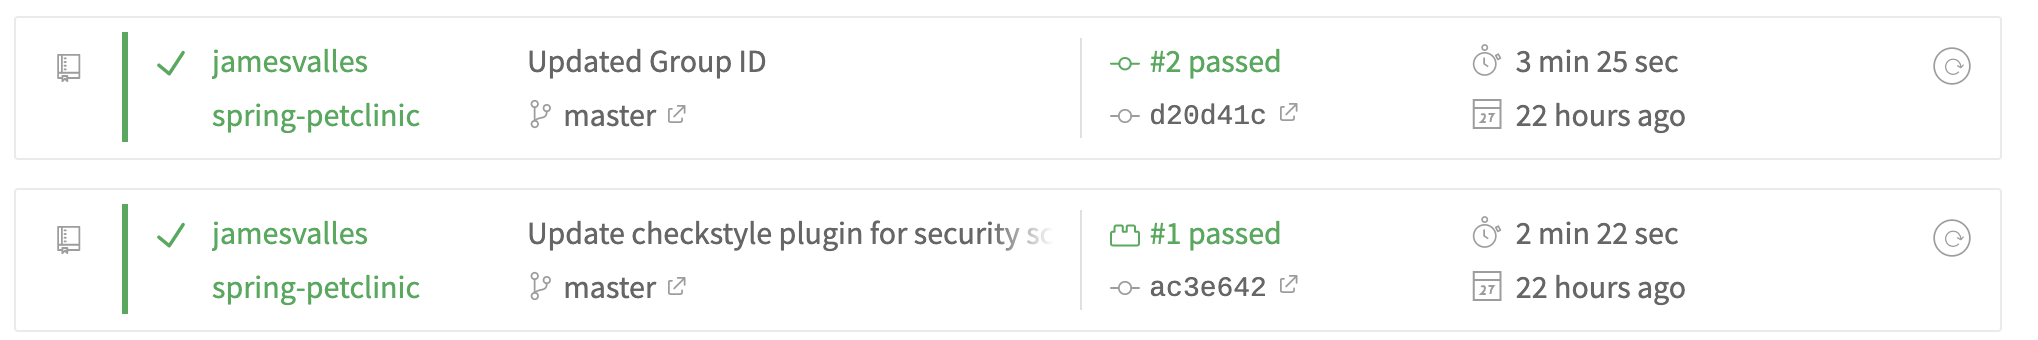 jamesvalles Updated Group ID #2 passed 3 min 25 sec
spring-petclinic master d20d41c 27 22 hours ago
jamesvalles Update checkstyle plugin for security #1 passed 2 min 22 sec
spring-petclinic master ac3e642 27 22 hours ago